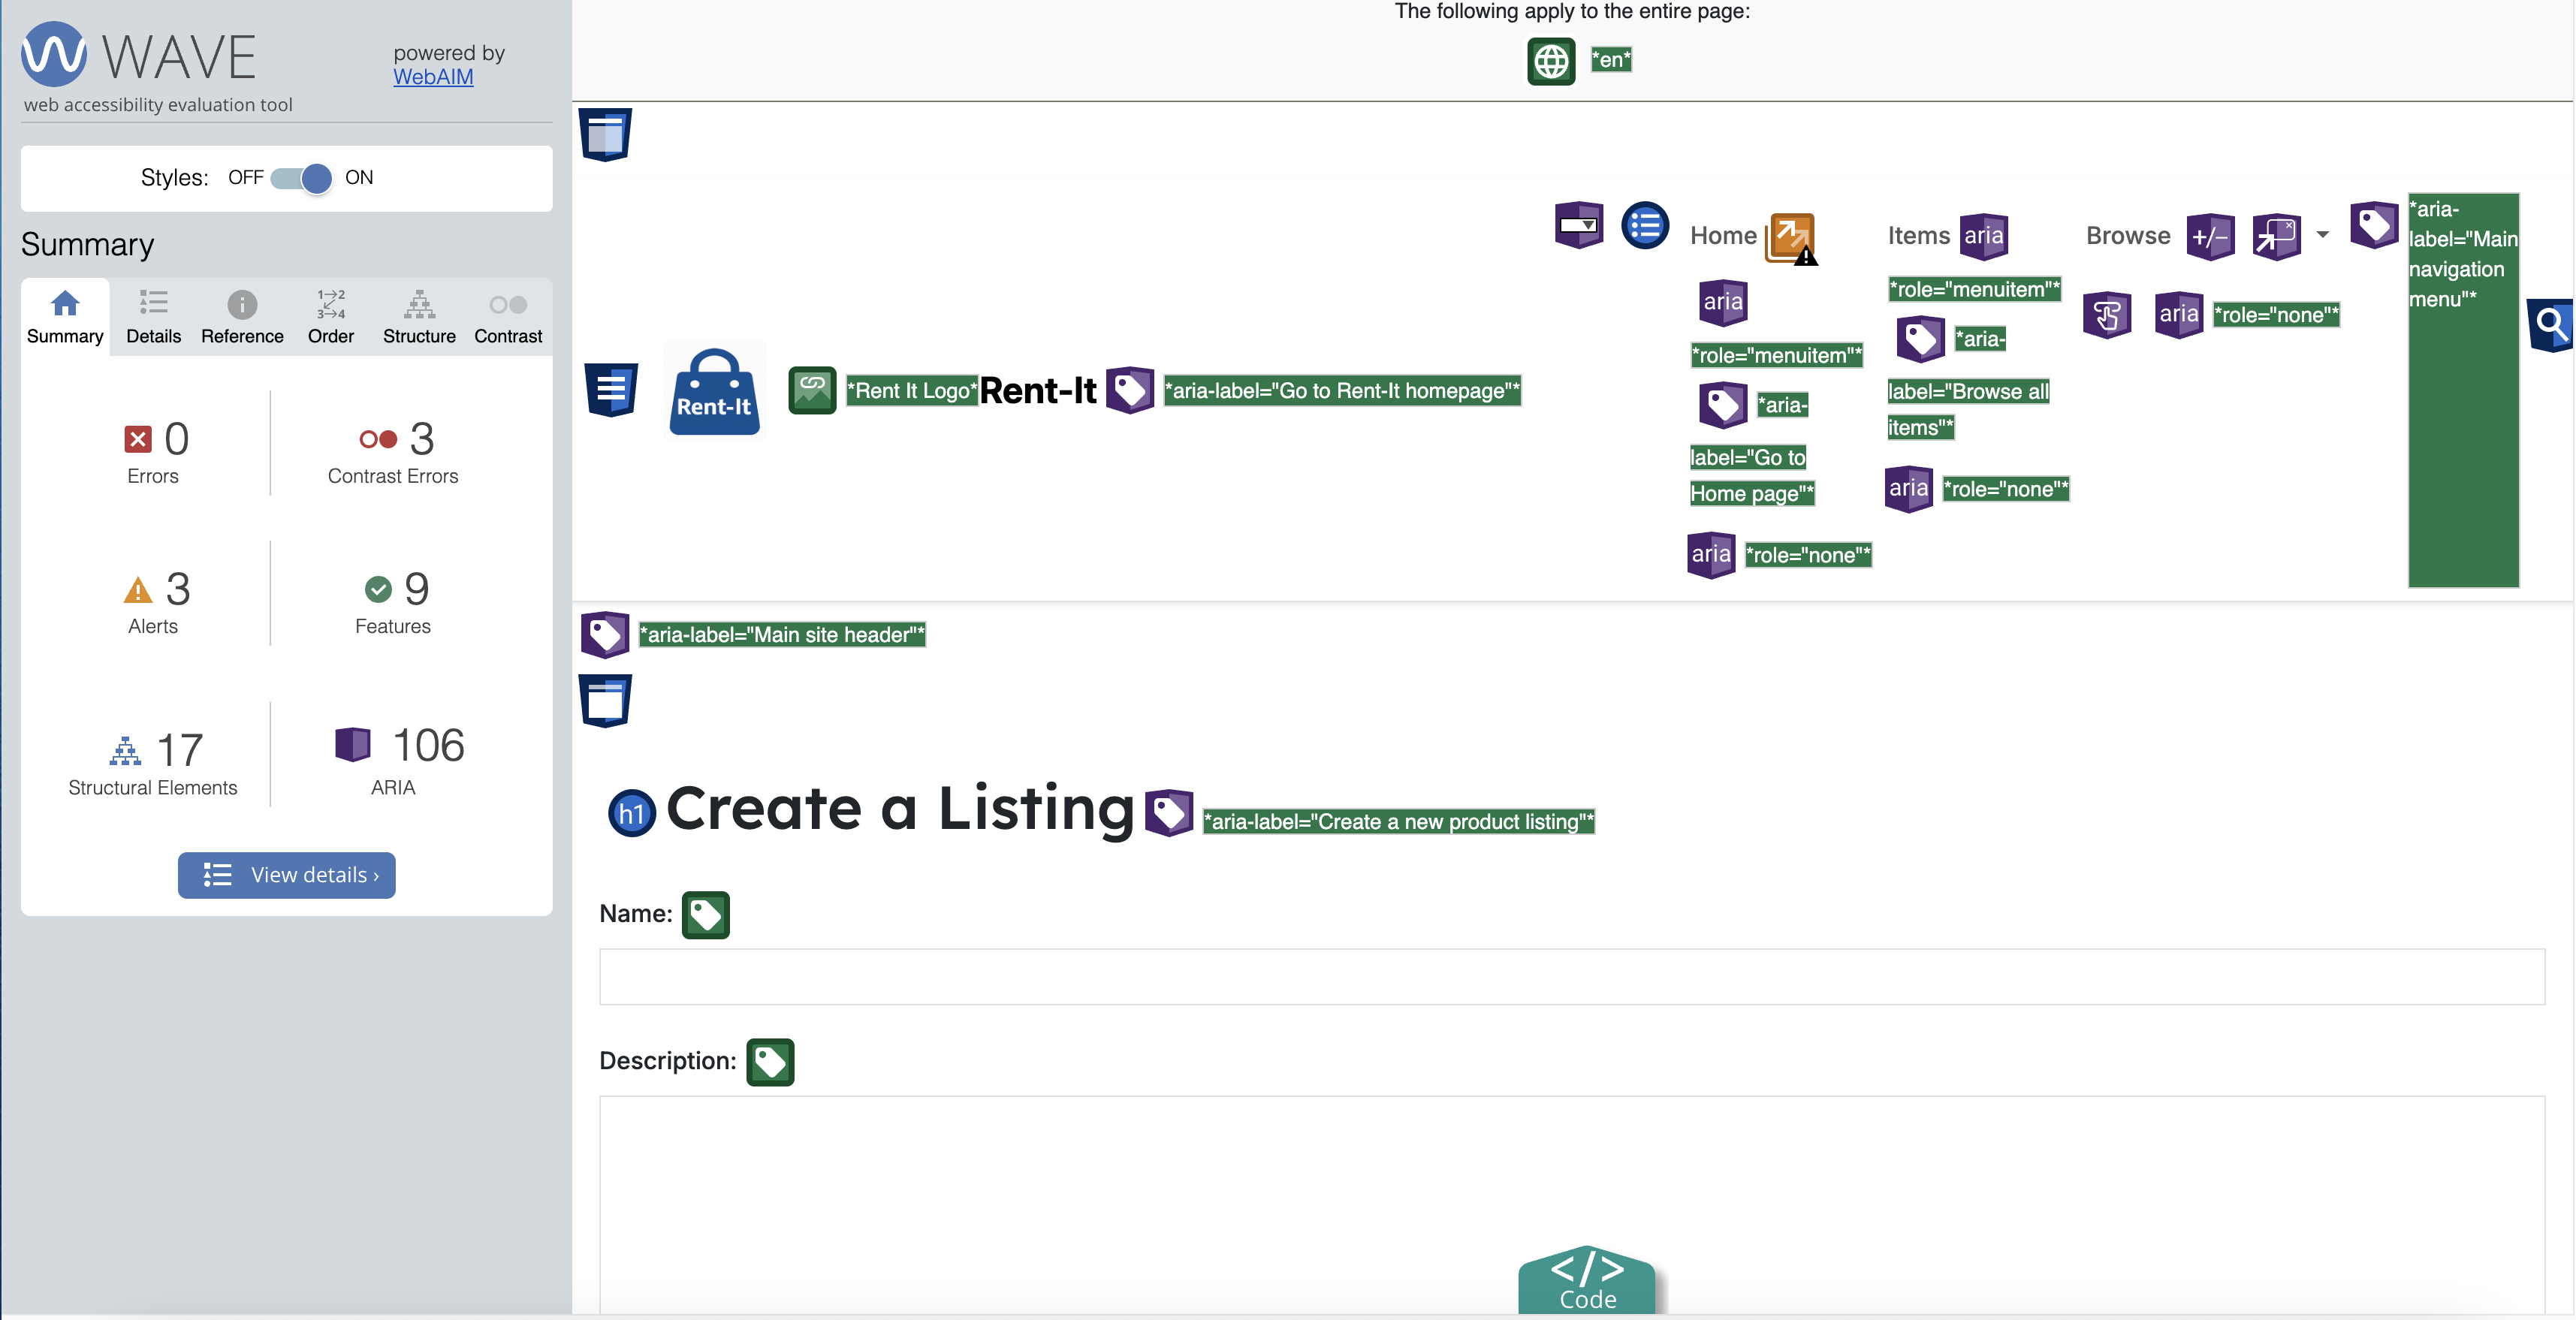 WAVE
powered by
WebAIM
web accessibility evaluation tool
Styles: OFF ON
Summary
Summary
Details
Reference
1→2
3→4
Order
Structure
Contrast
0
Errors
3
Contrast Errors
3
Alerts
9
Features
17
Structural Elements
106
ARIA
View details ›
The following apply to the entire page:
*en*
Rent-It
*Rent It Logo*
Rent-It
*aria-label="Go to Rent-It homepage"*
Home
aria
*role="menuitem"*
*aria-
label="Go to
Home page"*
aria *role="none"*
Items aria
*role="menuitem"*
*aria-
label="Browse all
items"*
aria *role="none"*
Browse +/-
aria *role="none"*
*aria-
label="Main
navigation
menu"*
*aria-label="Main site header"*
h1 Create a Listing *aria-label="Create a new product listing"*
Name:
Description:
</>
Code